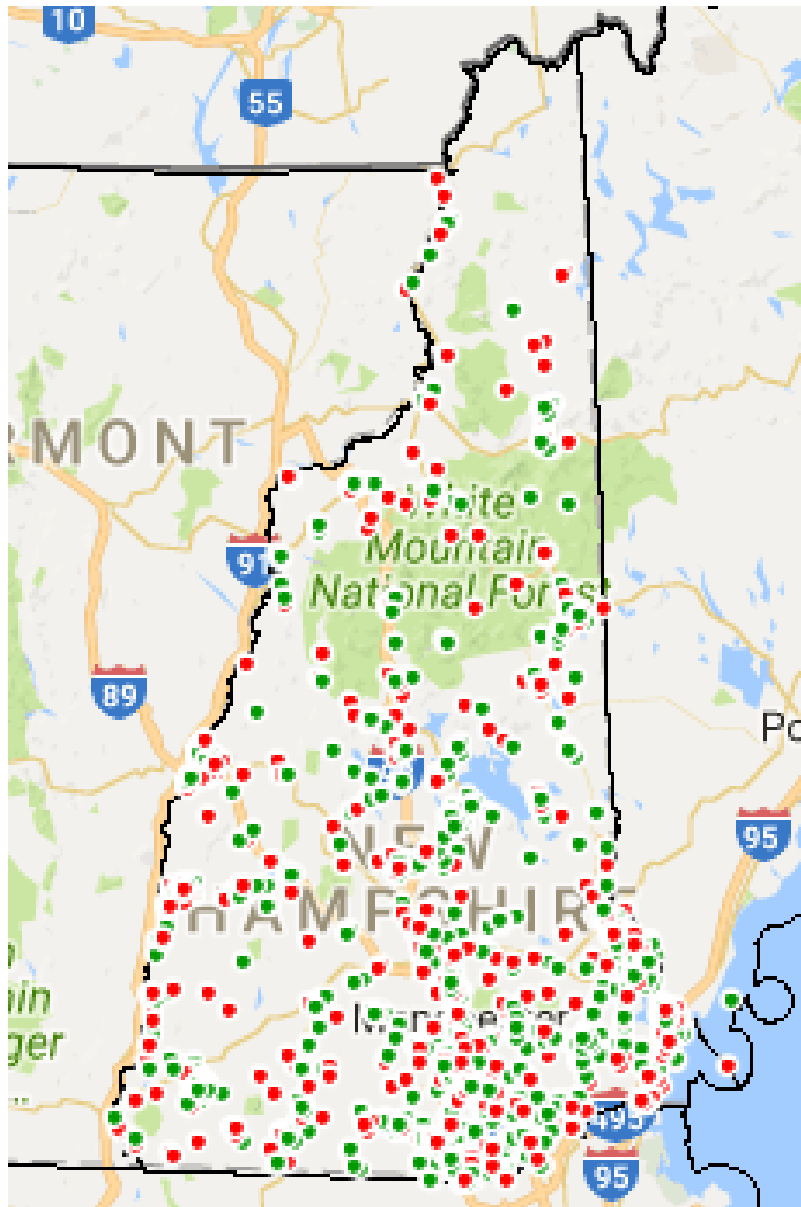 10
55
RMONT
White
Mountain
National Forest
91
89
Po
NEW
95
HAMPSHIRE
ain
ger
...
Manchester
495
95